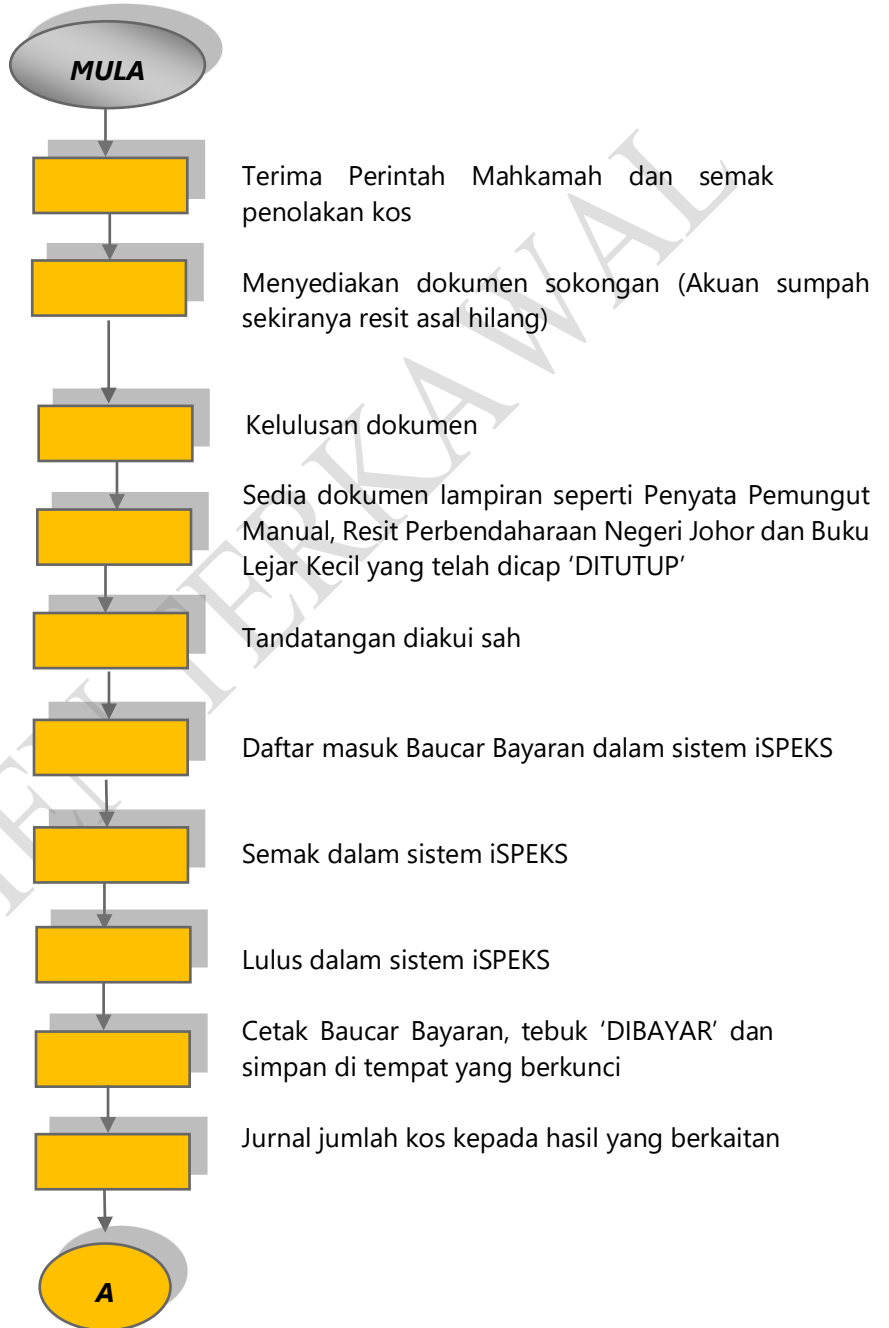 MULA
Terima Perintah Mahkamah dan semak
penolakan kos
Menyediakan dokumen sokongan (Akuan sumpah
sekiranya resit asal hilang)
Kelulusan dokumen
Sedia dokumen lampiran seperti Penyata Pemungut
Manual, Resit Perbendaharaan Negeri Johor dan Buku
Lejar Kecil yang telah dicap ‘DITUTUP’
Tandatangan diakui sah
Daftar masuk Baucar Bayaran dalam sistem iSPEKS
Semak dalam sistem iSPEKS
Lulus dalam sistem iSPEKS
Cetak Baucar Bayaran, tebuk ‘DIBAYAR’ dan
simpan di tempat yang berkunci
Jurnal jumlah kos kepada hasil yang berkaitan
A
TERKAWAL